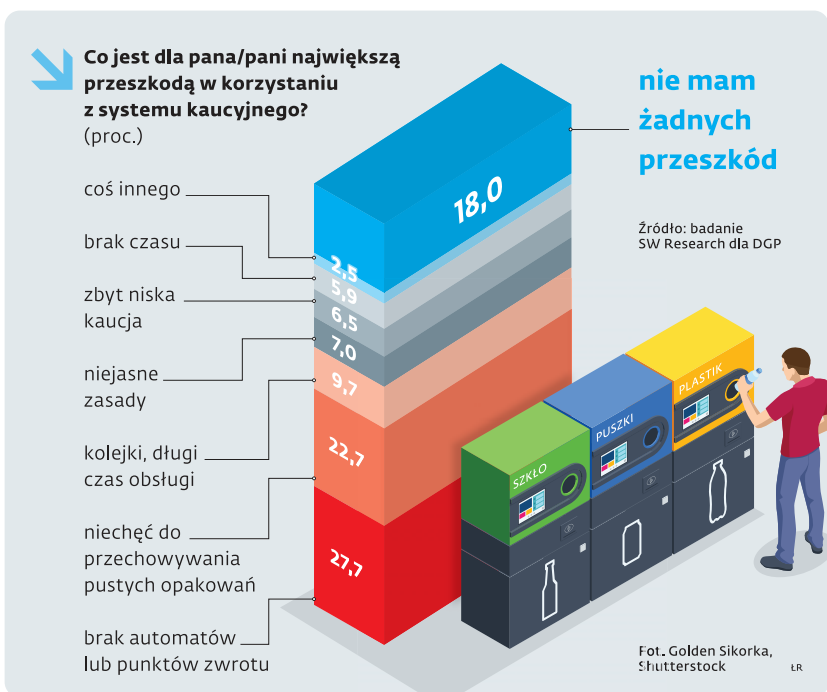 Co jest dla pana/pani największą
przeszkodą w korzystaniu
z systemu kaucyjnego?
(proc.)
nie mam
żadnych
przeszkód
18,0
coś innego
2,5
brak czasu
5,9
zbyt niska
kaucja
6,5
niejasne
zasady
7,0
kolejki, długi
czas obsługi
9,7
niechęć do
przechowywania
pustych opakowań
22,7
brak automatów
lub punktów zwrotu
27,7
Źródło: badanie
SW Research dla DGP
SZKŁO
PUSZKI
PLASTIK
Fot. Golden Sikorka,
Shutterstock
ŁR